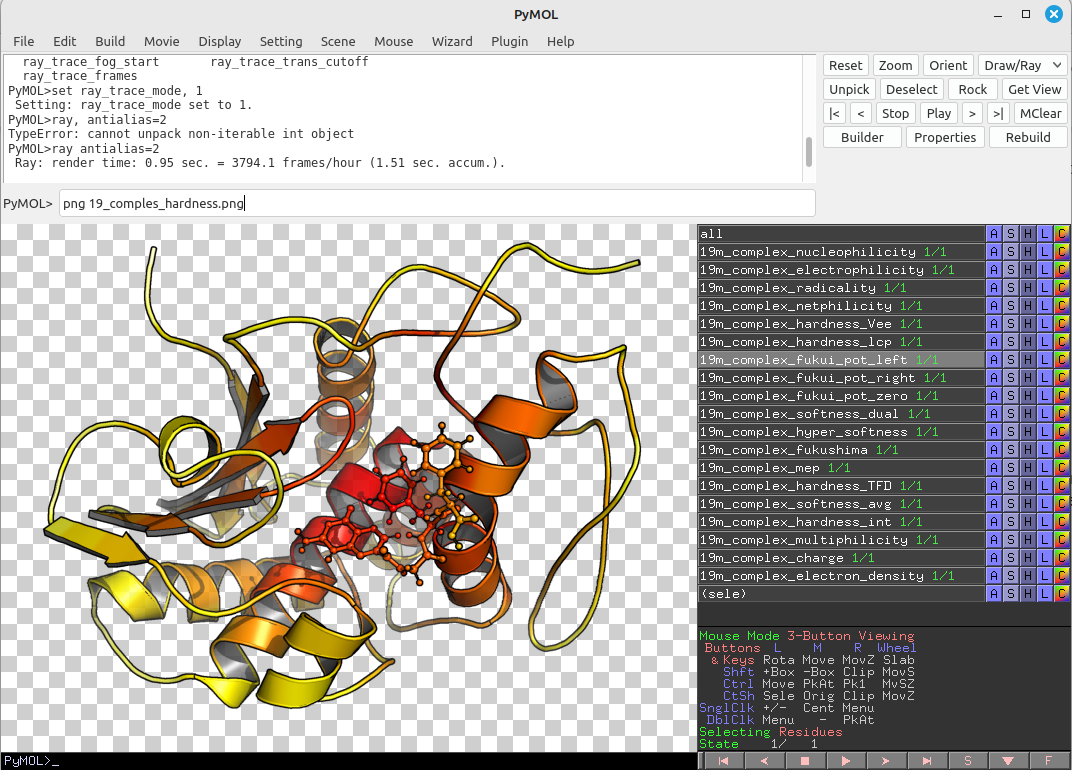 PyMOL
File Edit Build Movie Display Setting Scene Mouse Wizard Plugin Help
ray_trace_fog_start ray_trace_trans_cutoff
ray_trace_frames
PyMOL>set ray_trace_mode, 1
Setting: ray_trace_mode set to 1.
PyMOL>ray, antialias=2
TypeError: cannot unpack non-iterable int object
PyMOL>ray antialias=2
Ray: render time: 0.95 sec. = 3794.1 frames/hour (1.51 sec. accum.).
Reset Zoom Orient Draw/Ray
Unpick Deselect Rock Get View
|< < Stop Play > >| MClear
Builder Properties Rebuild
PyMOL> png 19_comples_hardness.png
all A S H L C
19m_complex_nucleophilicity 1/1 A S H L C
19m_complex_electrophilicity 1/1 A S H L C
19m_complex_radicality 1/1 A S H L C
19m_complex_netphilicity 1/1 A S H L C
19m_complex_hardness_Vee 1/1 A S H L C
19m_complex_hardness_lcp 1/1 A S H L C
19m_complex_fukui_pot_left 1/1 A S H L C
19m_complex_fukui_pot_right 1/1 A S H L C
19m_complex_fukui_pot_zero 1/1 A S H L C
19m_complex_softness_dual 1/1 A S H L C
19m_complex_hyper_softness 1/1 A S H L C
19m_complex_fukushima 1/1 A S H L C
19m_complex_mep 1/1 A S H L C
19m_complex_hardness_TFD 1/1 A S H L C
19m_complex_softness_avg 1/1 A S H L C
19m_complex_hardness_int 1/1 A S H L C
19m_complex_multiphilicity 1/1 A S H L C
19m_complex_charge 1/1 A S H L C
19m_complex_electron_density 1/1 A S H L C
(sele) A S H L C
Mouse Mode 3-Button Viewing
Buttons L M R Wheel
& Keys Rota Move MovZ Slab
Shft +Box -Box Clip MovS
Ctrl Move PkAt Pk1 MvSZ
CtSh Sele Orig Clip MovZ
SnglClk +/- Cent Menu
DblClk Menu - PkAt
Selecting Residues
State 1/ 1
PyMOL>_
S F